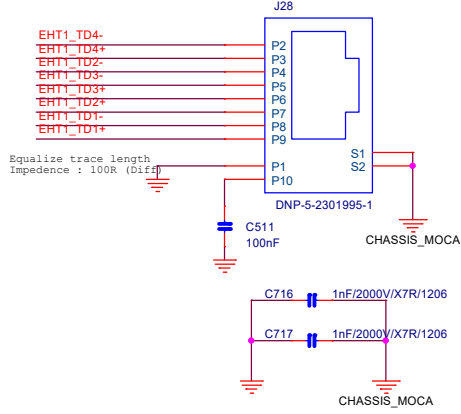 J28
EHT1_TD4-
P2
EHT1_TD4+
P3
EHT1_TD2-
P4
EHT1_TD3-
P5
EHT1_TD3+
P6
EHT1_TD2+
P7
EHT1_TD1-
P8
EHT1_TD1+
P9
Equalize trace length
Impedence : 100R (Diff)
P1
P10
S1
S2
DNP-5-2301995-1
C511
100nF
CHASSIS_MOCA
C716
1nF/2000V/X7R/1206
C717
1nF/2000V/X7R/1206
CHASSIS_MOCA